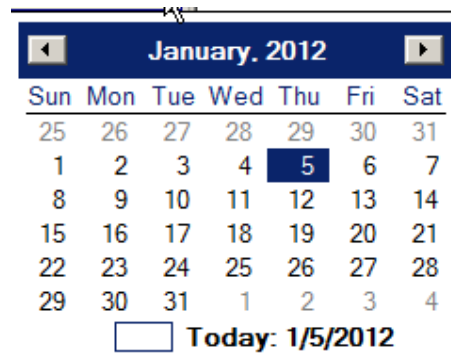 January, 2012
Sun Mon Tue Wed Thu Fri Sat
25 26 27 28 29 30 31
1 2 3 4 5 6 7
8 9 10 11 12 13 14
15 16 17 18 19 20 21
22 23 24 25 26 27 28
29 30 31 1 2 3 4
Today: 1/5/2012